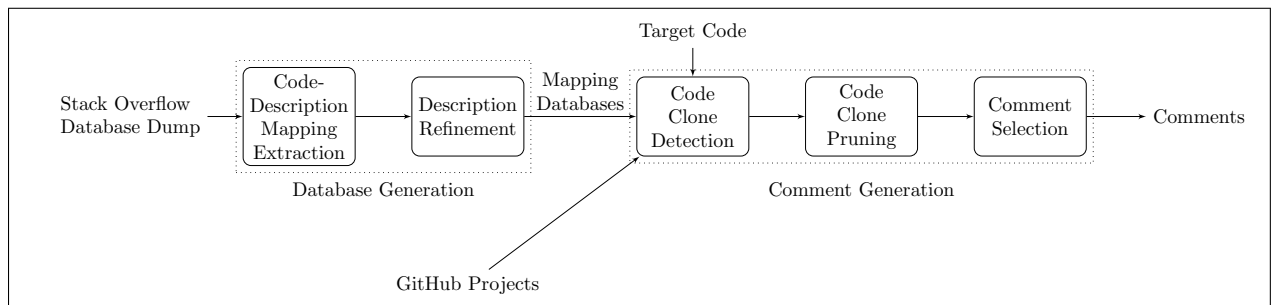 Target Code
Stack Overflow
Database Dump
Code-
Description
Mapping
Extraction
Description
Refinement
Mapping
Databases
Code
Clone
Detection
Code
Clone
Pruning
Comment
Selection
Comments
Database Generation
Comment Generation
GitHub Projects